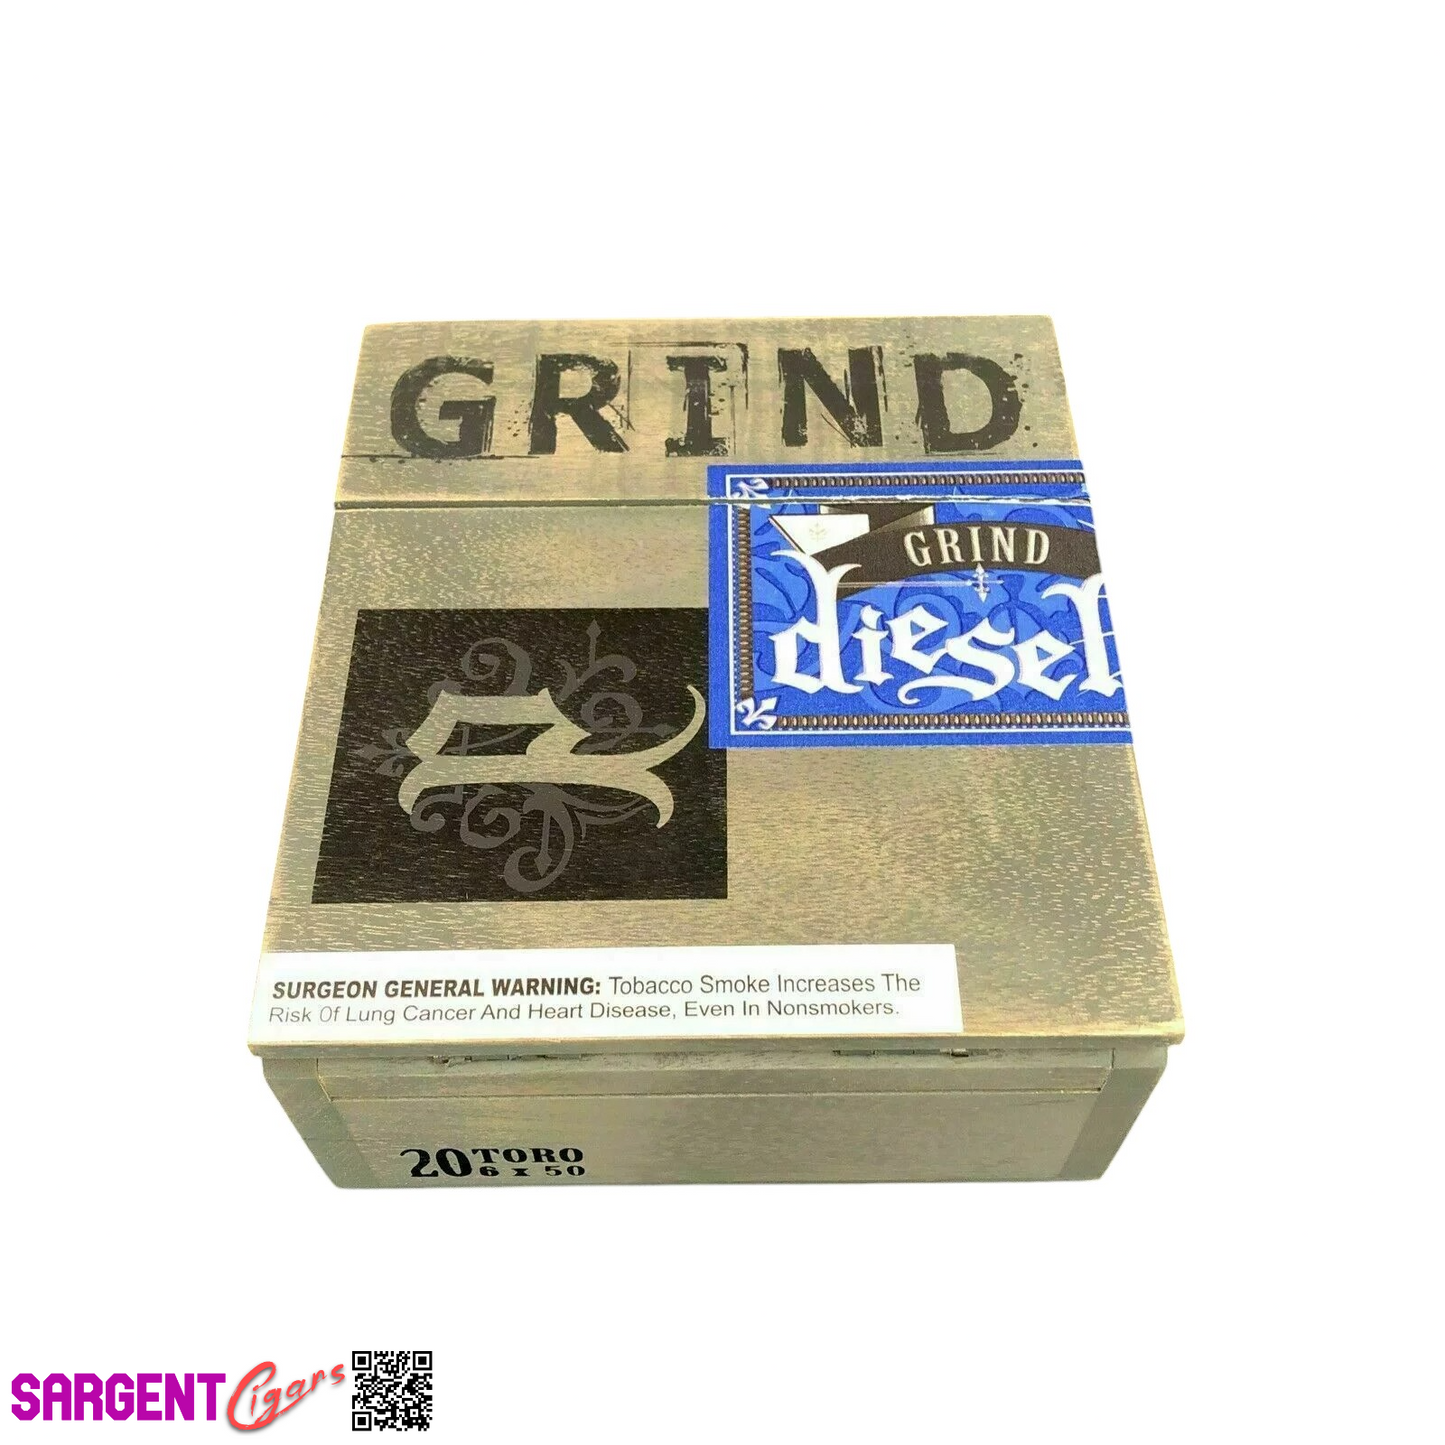 GRIND
GRIND
diesel
SURGEON GENERAL WARNING: Tobacco Smoke Increases The
Risk Of Lung Cancer And Heart Disease, Even In Nonsmokers.
20 TORO
6 x 50
SARGENT Cigars